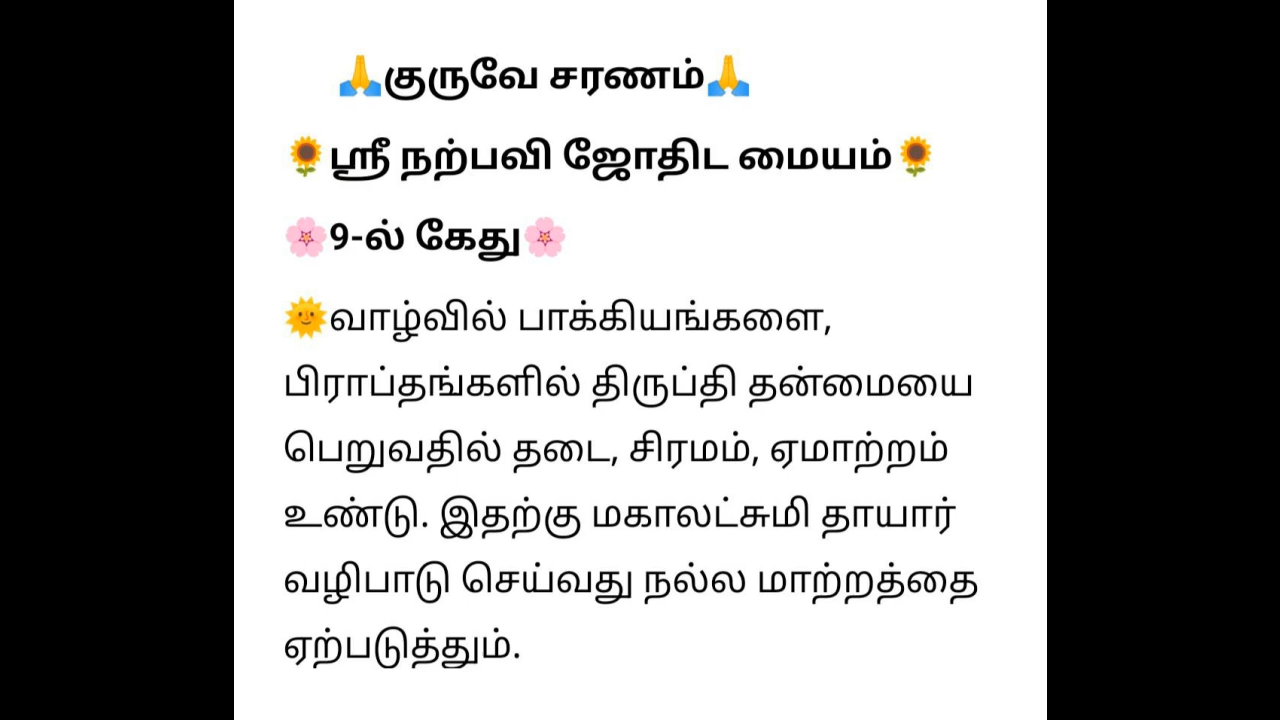 🙏குருவே சரணம்🙏
🌻ஸ்ரீ நற்பவி ஜோதிட மையம்🌻
🌸9-ல் கேது🌸
🌞வாழ்வில் பாக்கியங்களை,
பிராப்தங்களில் திருப்தி தன்மையை
பெறுவதில் தடை, சிரமம், ஏமாற்றம்
உண்டு. இதற்கு மகாலட்சுமி தாயார்
வழிபாடு செய்வது நல்ல மாற்றத்தை
ஏற்படுத்தும்.